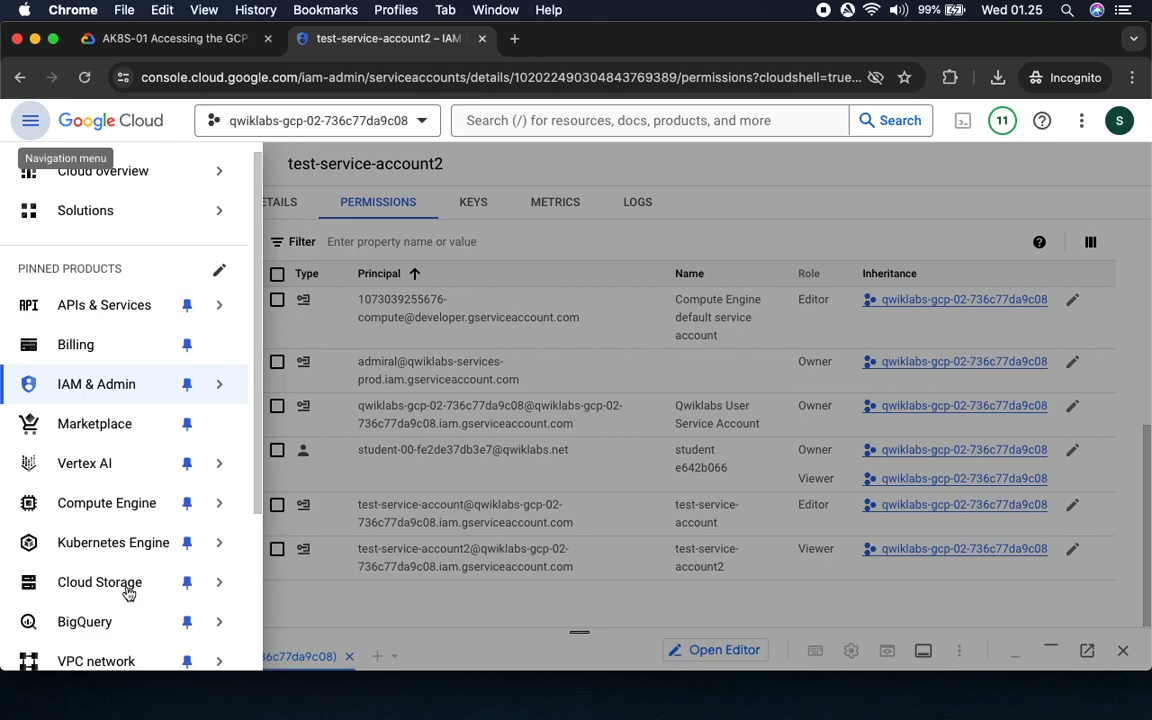 Chrome File Edit View History Bookmarks Profiles Tab Window Help 99% Wed 01.25
AK8S-01 Accessing the GCP test-service-account2 – IAM
console.cloud.google.com/iam-admin/serviceaccounts/details/102022490304843769389/permissions?cloudshell=true... Incognito
Google Cloud qwiklabs-gcp-02-736c77da9c08 Search (/) for resources, docs, products, and more Search 11 S
Navigation menu
Cloud overview
Solutions
PINNED PRODUCTS
APIs & Services
Billing
IAM & Admin
Marketplace
Vertex AI
Compute Engine
Kubernetes Engine
Cloud Storage
BigQuery
VPC network
test-service-account2
ETAILS PERMISSIONS KEYS METRICS LOGS
Filter Enter property name or value
Type Principal Name Role Inheritance
1073039255676- Compute Engine Editor qwiklabs-gcp-02-736c77da9c08
compute@developer.gserviceaccount.com default service
account
admiral@qwiklabs-services- Owner qwiklabs-gcp-02-736c77da9c08
prod.iam.gserviceaccount.com
qwiklabs-gcp-02-736c77da9c08@qwiklabs-gcp-02- Qwiklabs User Owner qwiklabs-gcp-02-736c77da9c08
736c77da9c08.iam.gserviceaccount.com Service Account
student-00-fe2de37db3e7@qwiklabs.net student Owner qwiklabs-gcp-02-736c77da9c08
e642b066 Viewer qwiklabs-gcp-02-736c77da9c08
test-service-account@qwiklabs-gcp-02- test-service- Editor qwiklabs-gcp-02-736c77da9c08
736c77da9c08.iam.gserviceaccount.com account
test-service-account2@qwiklabs-gcp-02- test-service- Viewer qwiklabs-gcp-02-736c77da9c08
736c77da9c08.iam.gserviceaccount.com account2
36c77da9c08) Open Editor